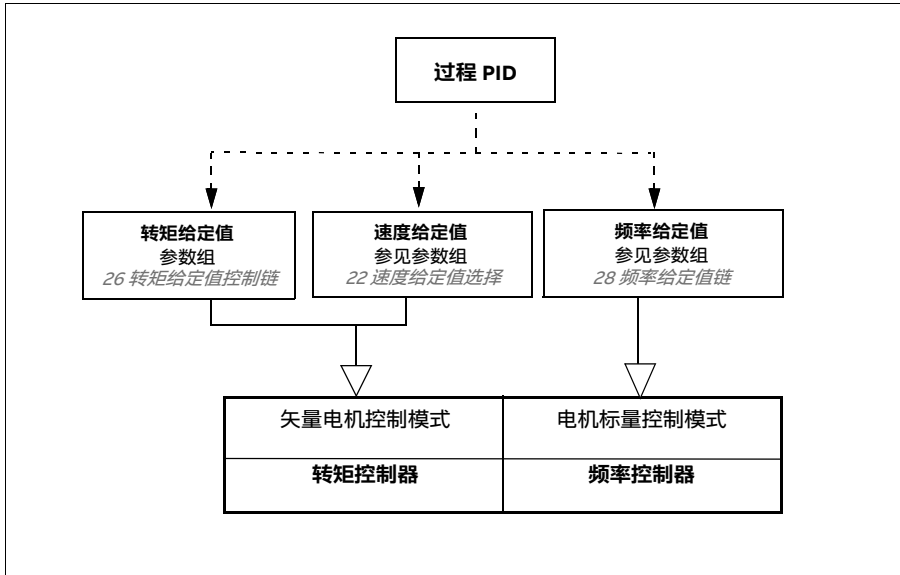 过程 PID
转矩给定值
参数组
26 转矩给定值控制链
速度给定值
参见参数组
22 速度给定值选择
频率给定值
参见参数组
28 频率给定值链
矢量电机控制模式
电机标量控制模式
转矩控制器
频率控制器